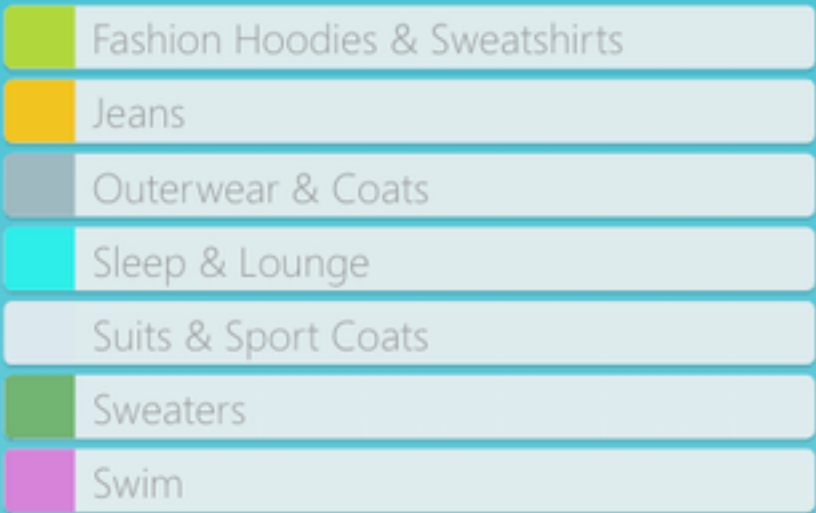 Fashion Hoodies & Sweatshirts
Jeans
Outerwear & Coats
Sleep & Lounge
Suits & Sport Coats
Sweaters
Swim